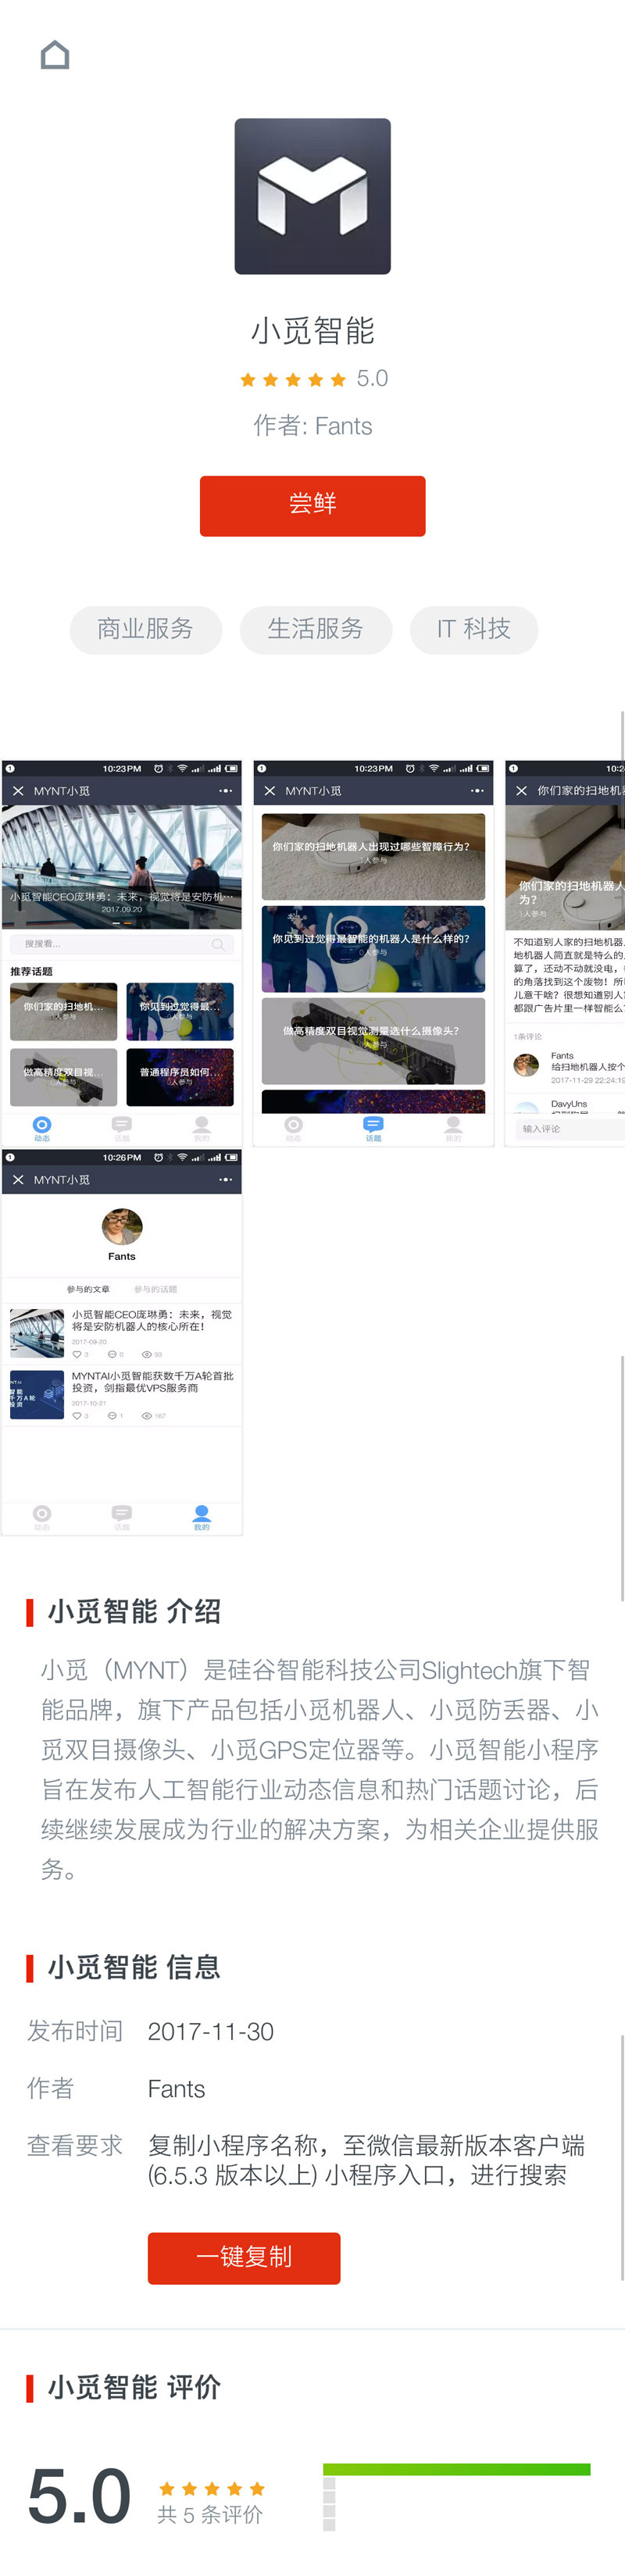 小觅智能
5.0
作者: Fants
尝鲜
商业服务 生活服务 IT 科技
10:23PM
MYNT小觅
小觅智能CEO庞琳勇：未来，视觉将是安防机…
2017.09.20
搜搜看...
推荐话题
你们家的扫地机...
你见到过觉得最...
做高精度双目视...
0人参与
普通程序员如何...
动态 话题 我的
10:23PM
MYNT小觅
你们家的扫地机器人出现过哪些智障行为?
1人参与
你见到过觉得最智能的机器人是什么样的?
0人参与
做高精度双目视觉测量选什么摄像头?
动态 话题 我的
10:2
你们家的扫地机器
你们家的扫地机器人
为?
1人参与
不知道别人家的扫地机器
地机器人简直就是特么的
算了，还动不动就没电，
的角落找到这个废物！所
儿意干啥？很想知道别人
都跟广告片里一样智能么
1条评论
Fants
给扫地机器人按个
2017-11-29 22:24:19
DavyUns
输入评论
10:26PM
MYNT小觅
Fants
参与的文章 参与的话题
小觅智能CEO庞琳勇：未来，视觉
将是安防机器人的核心所在！
2017-09-20
3 0 93
MYNTAI小觅智能获数千万A轮首批
投资，剑指最优VPS服务商
2017-10-21
3 1 167
动态 话题 我的
小觅智能 介绍
小觅（MYNT）是硅谷智能科技公司Slightech旗下智
能品牌，旗下产品包括小觅机器人、小觅防丢器、小
觅双目摄像头、小觅GPS定位器等。小觅智能小程序
旨在发布人工智能行业动态信息和热门话题讨论，后
续继续发展成为行业的解决方案，为相关企业提供服
务。
小觅智能 信息
发布时间 2017-11-30
作者 Fants
查看要求 复制小程序名称，至微信最新版本客户端
(6.5.3 版本以上) 小程序入口，进行搜索
一键复制
小觅智能 评价
5.0
共 5 条评价